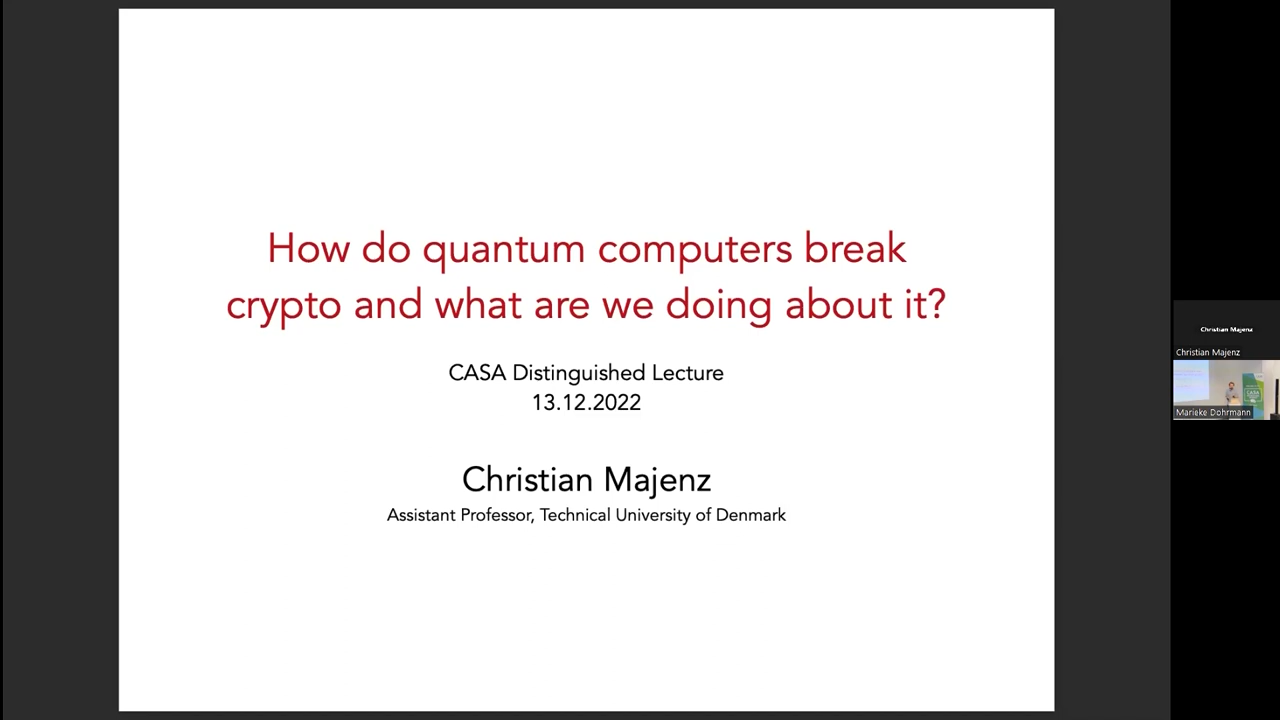 How do quantum computers break
crypto and what are we doing about it?
CASA Distinguished Lecture
13.12.2022
Christian Majenz
Assistant Professor, Technical University of Denmark
Christian Majenz
Christian Majenz
CASA
Marieke Dohrmann